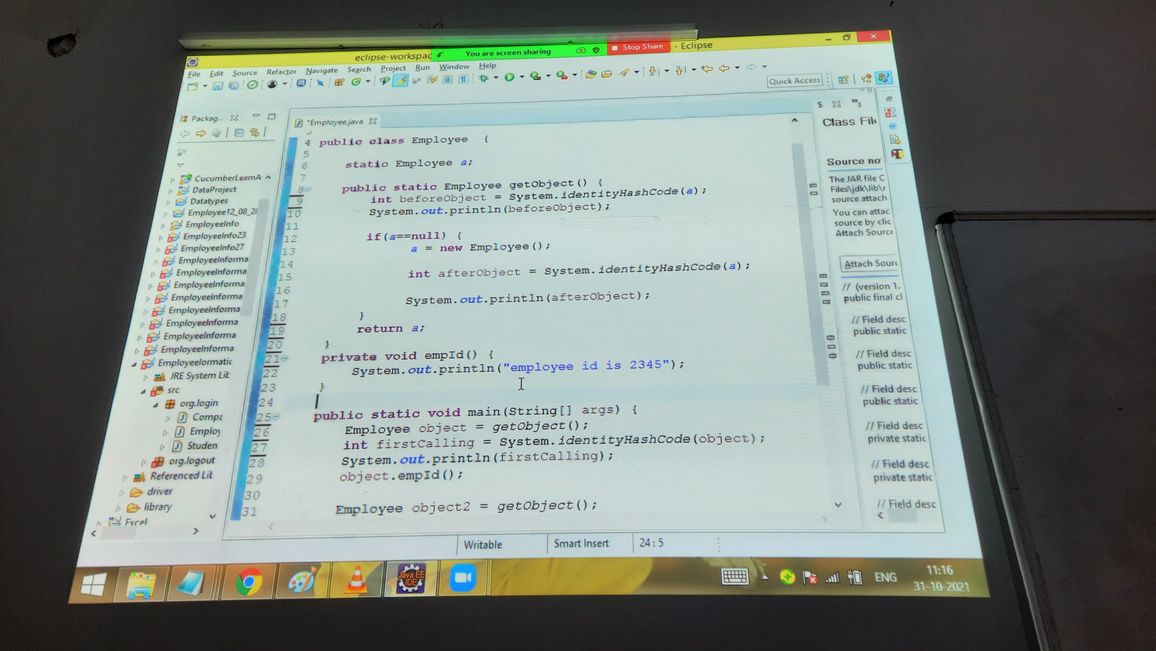 eclipse-workspac
You are screen sharing
Stop Share
- Eclipse
File Edit Source Refactor Navigate Search Project Run Window Help
Quick Access
Packag...
*Employee.java
4 public class Employee {
5
6 static Employee a;
7
8 public static Employee getObject() {
9 int beforeObject = System.identityHashCode(a);
10 System.out.println(beforeObject);
11
12 if(a==null) {
13 a = new Employee();
14
15 int afterObject = System.identityHashCode(a);
16
17 System.out.println(afterObject);
18 }
19 return a;
20 }
21 private void empId() {
22 System.out.println("employee id is 2345");
23 }
24
25 public static void main(String[] args) {
26 Employee object = getObject();
27 int firstCalling = System.identityHashCode(object);
28 System.out.println(firstCalling);
29 object.empId();
30
31 Employee object2 = getObject();
CucumberLearnA
DataProject
Datatypes
Employee12_08_2
EmployeeInfo
EmployeeInfo23
EmployeeInfo27
EmployeeInforma
EmployeeInforma
EmployeeInforma
EmployeeInforma
EmployeeInforma
EmployeeInforma
EmployeeInforma
EmployeeInforma
EmployeeIormatic
JRE System Lib
src
org.login
Compa
Employ
Studen
org.logout
Referenced Lib
driver
library
Excel
Class File
Source no
The JAR file C
Files\jdk\lib\r
source attach
You can attac
source by clic
Attach Source
Attach Sourc
// (version 1.
public final cl
// Field desc
public static
// Field desc
public static
// Field desc
public static
// Field desc
private static
// Field desc
private static
// Field desc
Writable
Smart Insert
24 : 5
Java EE
IDE
ENG
11:16
31-10-2021